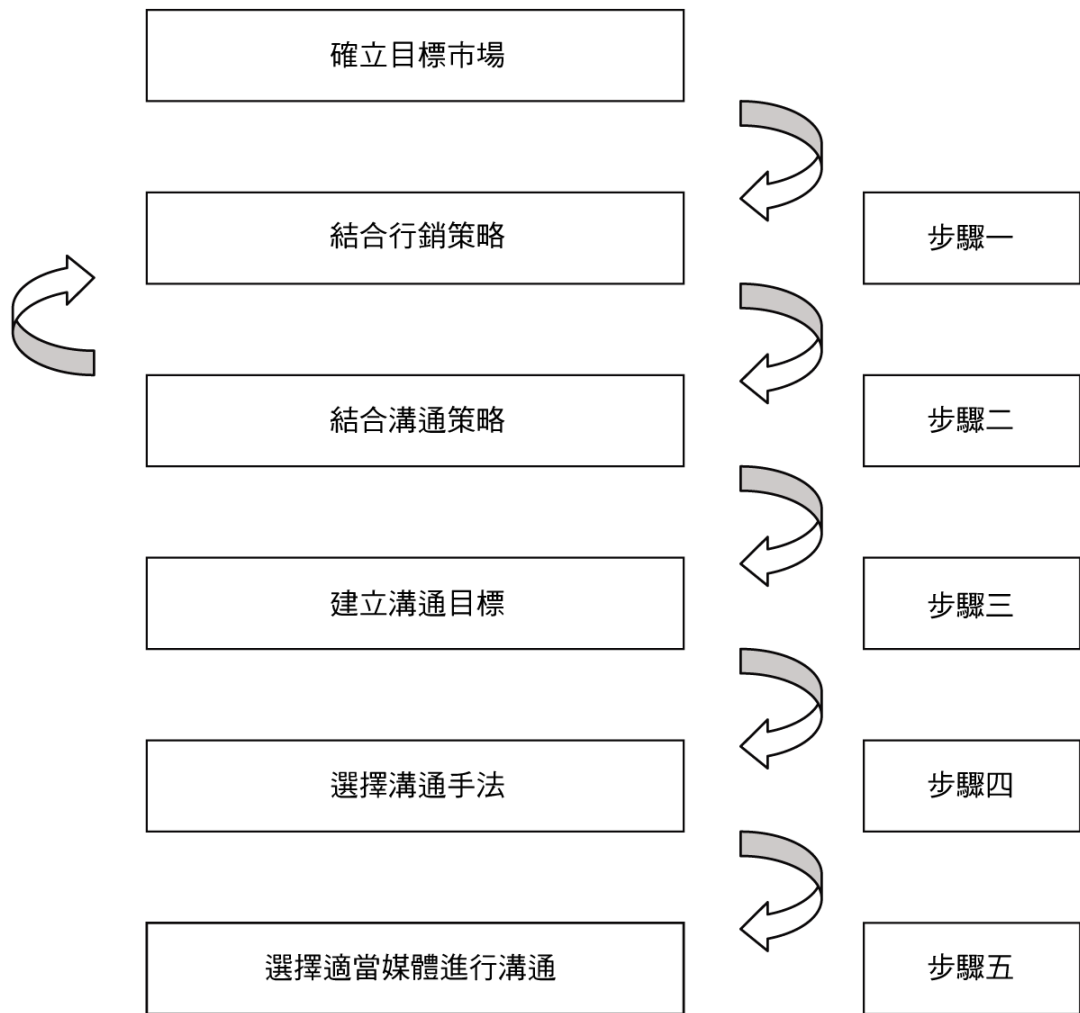 確立目標市場
結合行銷策略
步驟一
結合溝通策略
步驟二
建立溝通目標
步驟三
選擇溝通手法
步驟四
選擇適當媒體進行溝通
步驟五